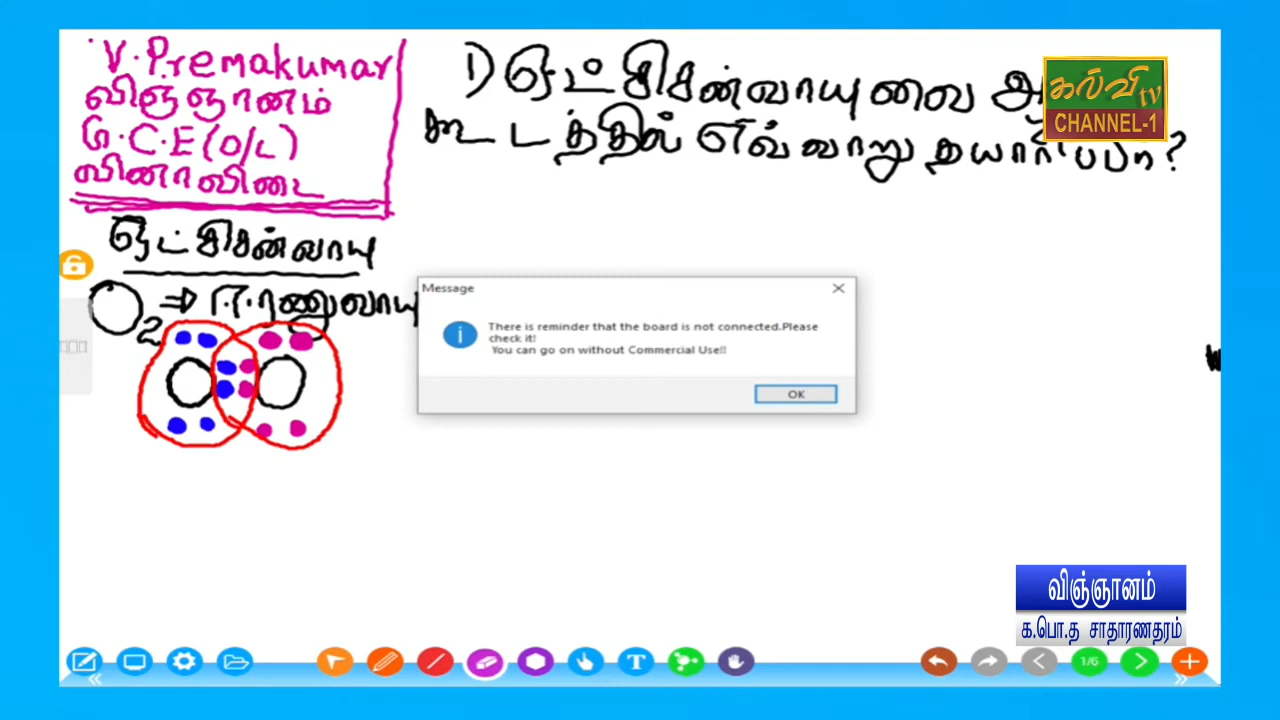 V. Premakumar
விஞ்ஞானம்
G.C.E(O/L)
வினாவிடை
ஒட்சிசன்வாயு
O2 ⇒ ஈரணுவாயு
1) ஒட்சிசன்வாயுவை ஆ
கூடத்தில் எவ்வாறு தயாரிப்பீர்?
கல்வி tv
CHANNEL-1
Message
There is reminder that the board is not connected.Please
check it!
You can go on without Commercial Use!!
OK
விஞ்ஞானம்
க.பொ.த சாதாரணதரம்
T
1/6